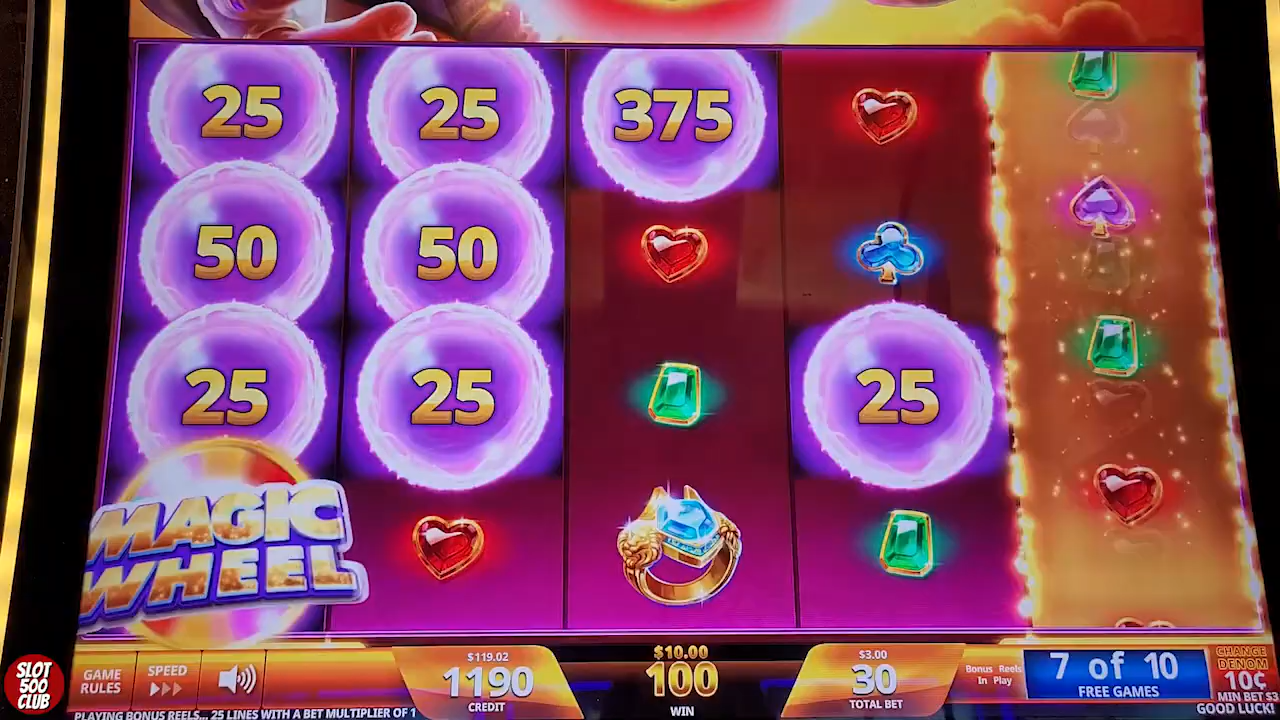 25 25 375
50 50
25 25 25
MAGIC
WHEEL
GAME
RULES
SPEED
$119.02
1190
CREDIT
$10.00
100
WIN
$3.00
30
TOTAL BET
Bonus Reels
In Play
7 of 10
FREE GAMES
CHANGE
DENOM
10¢
MIN BET $3
GOOD LUCK!
PLAYING BONUS REELS... 25 LINES WITH A BET MULTIPLIER OF 1
SLOT
500
CLUB